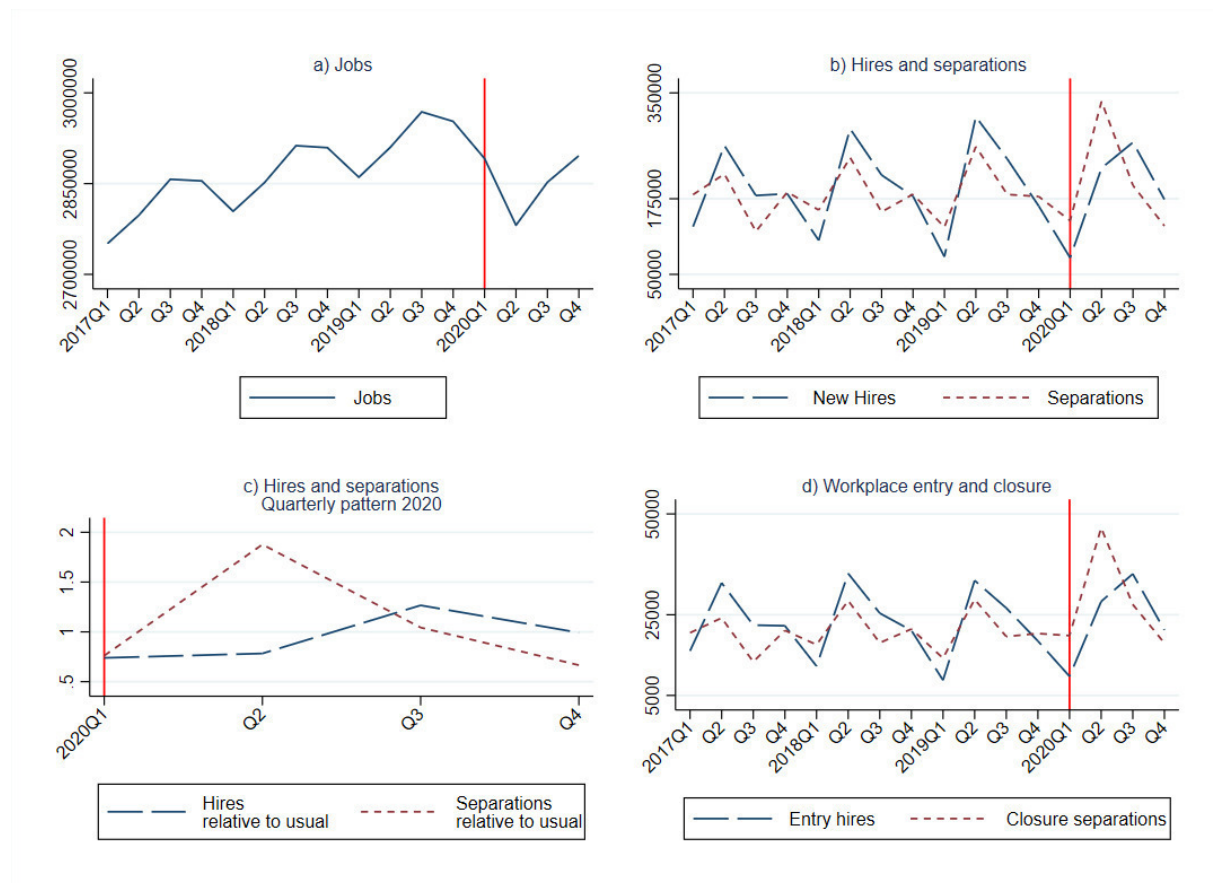 a) Jobs
3000000
2850000
2700000
2017Q1 Q2 Q3 Q4 2018Q1 Q2 Q3 Q4 2019Q1 Q2 Q3 Q4 2020Q1 Q2 Q3 Q4
Jobs
b) Hires and separations
350000
175000
50000
2017Q1 Q2 Q3 Q4 2018Q1 Q2 Q3 Q4 2019Q1 Q2 Q3 Q4 2020Q1 Q2 Q3 Q4
New Hires Separations
c) Hires and separations
Quarterly pattern 2020
2
1.5
1
.5
2020Q1 Q2 Q3 Q4
Hires
relative to usual
Separations
relative to usual
d) Workplace entry and closure
50000
25000
5000
2017Q1 Q2 Q3 Q4 2018Q1 Q2 Q3 Q4 2019Q1 Q2 Q3 Q4 2020Q1 Q2 Q3 Q4
Entry hires Closure separations